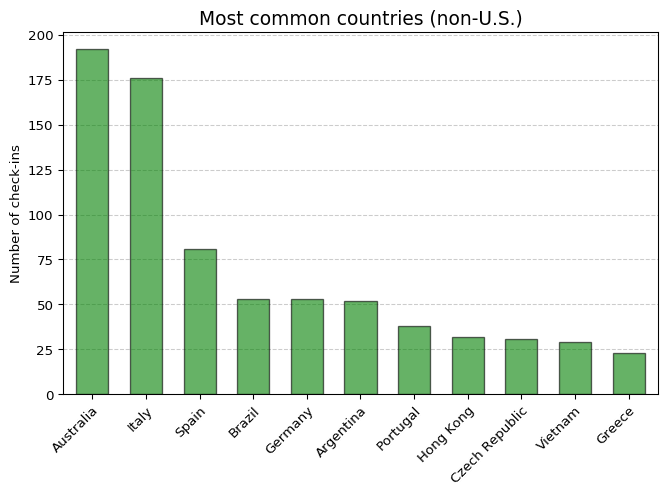 Most common countries (non-U.S.)
Number of check-ins
200
175
150
125
100
75
50
25
0
Australia
Italy
Spain
Brazil
Germany
Argentina
Portugal
Hong Kong
Czech Republic
Vietnam
Greece